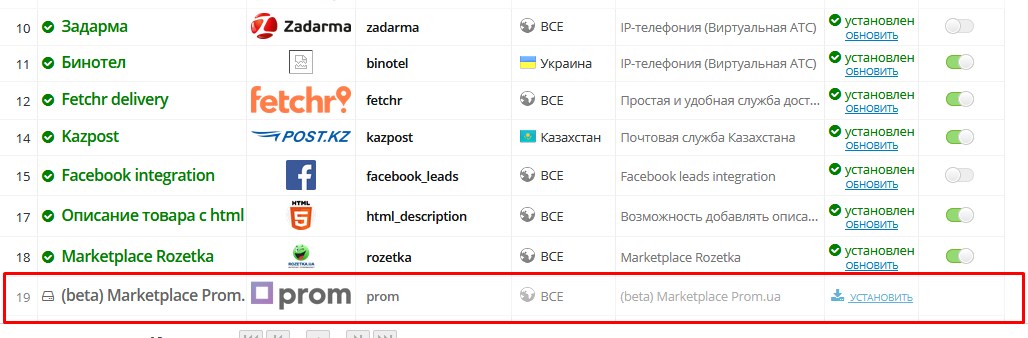 10 Задарма Zadarma zadarma ВСЕ IP-телефония (Виртуальная АТС) установлен
ОБНОВИТЬ
11 Бинотел binotel Украина IP-телефония (Виртуальная АТС) установлен
ОБНОВИТЬ
12 Fetchr delivery fetchr fetchr ВСЕ Простая и удобная служба дост... установлен
ОБНОВИТЬ
14 Kazpost POST.KZ kazpost Казахстан Почтовая служба Казахстана установлен
ОБНОВИТЬ
15 Facebook integration f facebook_leads ВСЕ Facebook leads integration установлен
ОБНОВИТЬ
17 Описание товара с html HTML 5 html_description ВСЕ Возможность добавлять описа... установлен
ОБНОВИТЬ
18 Marketplace Rozetka ROZETKA.UA rozetka ВСЕ Marketplace Rozetka установлен
ОБНОВИТЬ
19 (beta) Marketplace Prom. prom prom ВСЕ (beta) Marketplace Prom.ua УСТАНОВИТЬ